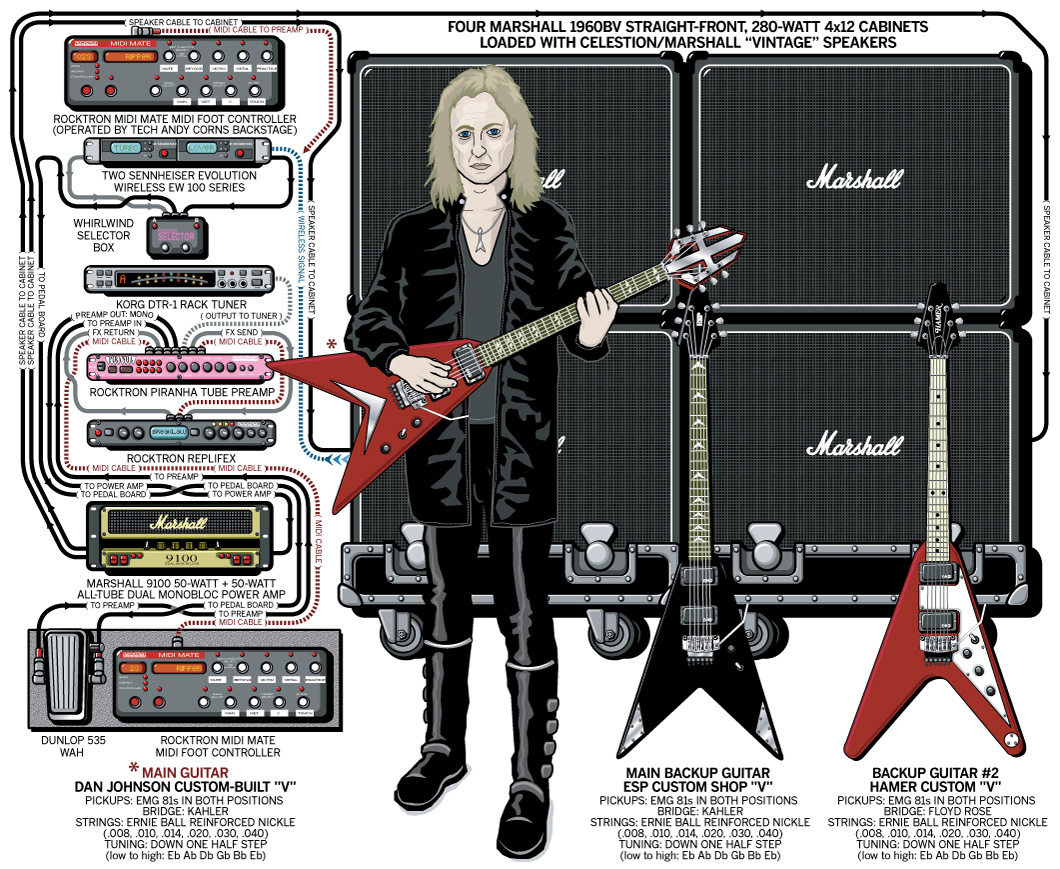 SPEAKER CABLE TO CABINET
MIDI CABLE TO PREAMP
FOUR MARSHALL 1960BV STRAIGHT-FRONT, 280-WATT 4x12 CABINETS
LOADED WITH CELESTION/MARSHALL “VINTAGE” SPEAKERS
MIDI MATE
RIPPER
ROCKTRON MIDI MATE MIDI FOOT CONTROLLER
(OPERATED BY TECH ANDY CORNS BACKSTAGE)
TURBO
LOVER
TWO SENNHEISER EVOLUTION
WIRELESS EW 100 SERIES
WHIRLWIND
SELECTOR
BOX
SELECTOR
SPEAKER CABLE TO CABINET
SPEAKER CABLE TO CABINET
TO PEDAL BOARD
SPEAKER CABLE TO CABINET
WIRELESS SIGNAL
SPEAKER CABLE TO CABINET
KORG DTR-1 RACK TUNER
PREAMP OUT: MONO
TO PREAMP IN
FX RETURN
MIDI CABLE
OUTPUT TO TUNER
FX SEND
MIDI CABLE
PIRANHA
ROCKTRON PIRANHA TUBE PREAMP
ROCKTRON REPLIFEX
MIDI CABLE
MIDI CABLE
TO PREAMP
TO POWER AMP
TO PEDAL BOARD
TO PEDAL BOARD
TO POWER AMP
MIDI CABLE
Marshall
9100
MARSHALL 9100 50-WATT + 50-WATT
ALL-TUBE DUAL MONOBLOC POWER AMP
TO PREAMP
TO PEDAL BOARD
TO PREAMP
MIDI CABLE
MIDI MATE
23
RIPPER
DUNLOP 535
WAH
ROCKTRON MIDI MATE
MIDI FOOT CONTROLLER
ll
Marshall
Marshall
HAMER
*
* MAIN GUITAR
DAN JOHNSON CUSTOM-BUILT "V"
PICKUPS: EMG 81s IN BOTH POSITIONS
BRIDGE: KAHLER
STRINGS: ERNIE BALL REINFORCED NICKLE
(.008, .010, .014, .020, .030, .040)
TUNING: DOWN ONE HALF STEP
(low to high: Eb Ab Db Gb Bb Eb)
MAIN BACKUP GUITAR
ESP CUSTOM SHOP "V"
PICKUPS: EMG 81s IN BOTH POSITIONS
BRIDGE: KAHLER
STRINGS: ERNIE BALL REINFORCED NICKLE
(.008, .010, .014, .020, .030, .040)
TUNING: DOWN ONE HALF STEP
(low to high: Eb Ab Db Gb Bb Eb)
BACKUP GUITAR #2
HAMER CUSTOM "V"
PICKUPS: EMG 81s IN BOTH POSITIONS
BRIDGE: FLOYD ROSE
STRINGS: ERNIE BALL REINFORCED NICKLE
(.008, .010, .014, .020, .030, .040)
TUNING: DOWN ONE HALF STEP
(low to high: Eb Ab Db Gb Bb Eb)